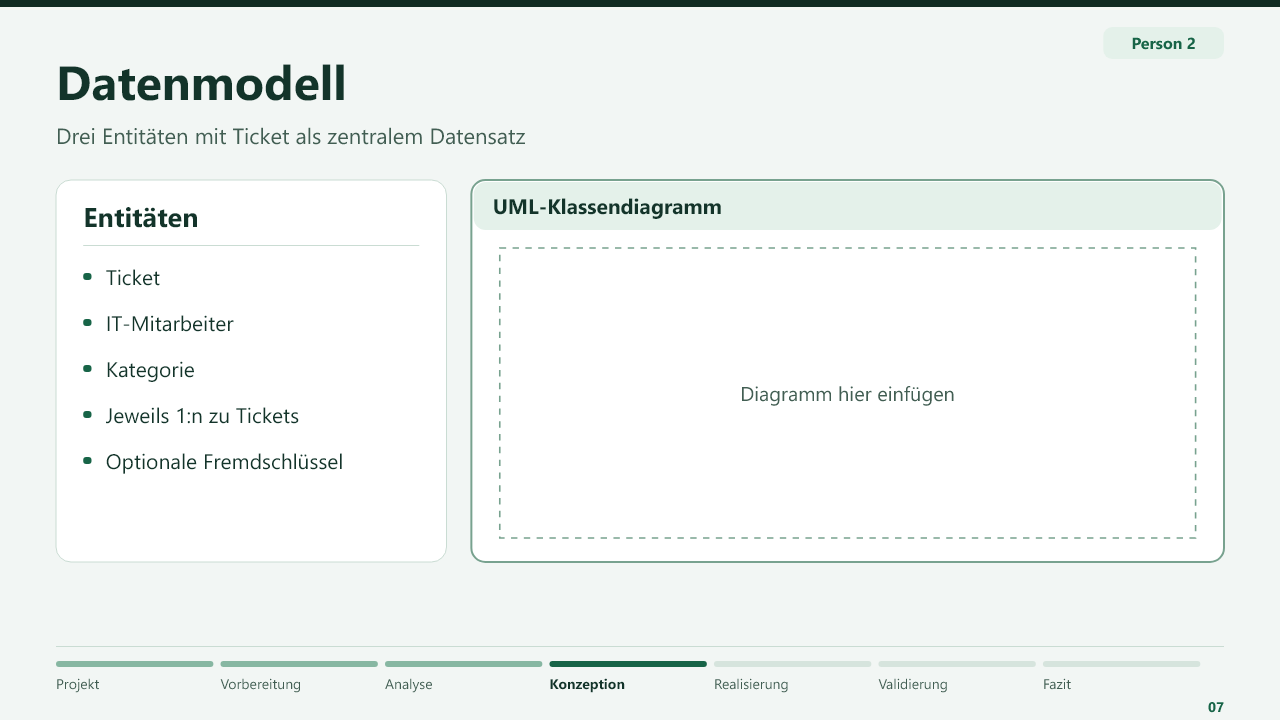 Person 2
Datenmodell
Drei Entitäten mit Ticket als zentralem Datensatz
Entitäten
Ticket
IT-Mitarbeiter
Kategorie
Jeweils 1:n zu Tickets
Optionale Fremdschlüssel
UML-Klassendiagramm
Diagramm hier einfügen
Projekt
Vorbereitung
Analyse
Konzeption
Realisierung
Validierung
Fazit
07